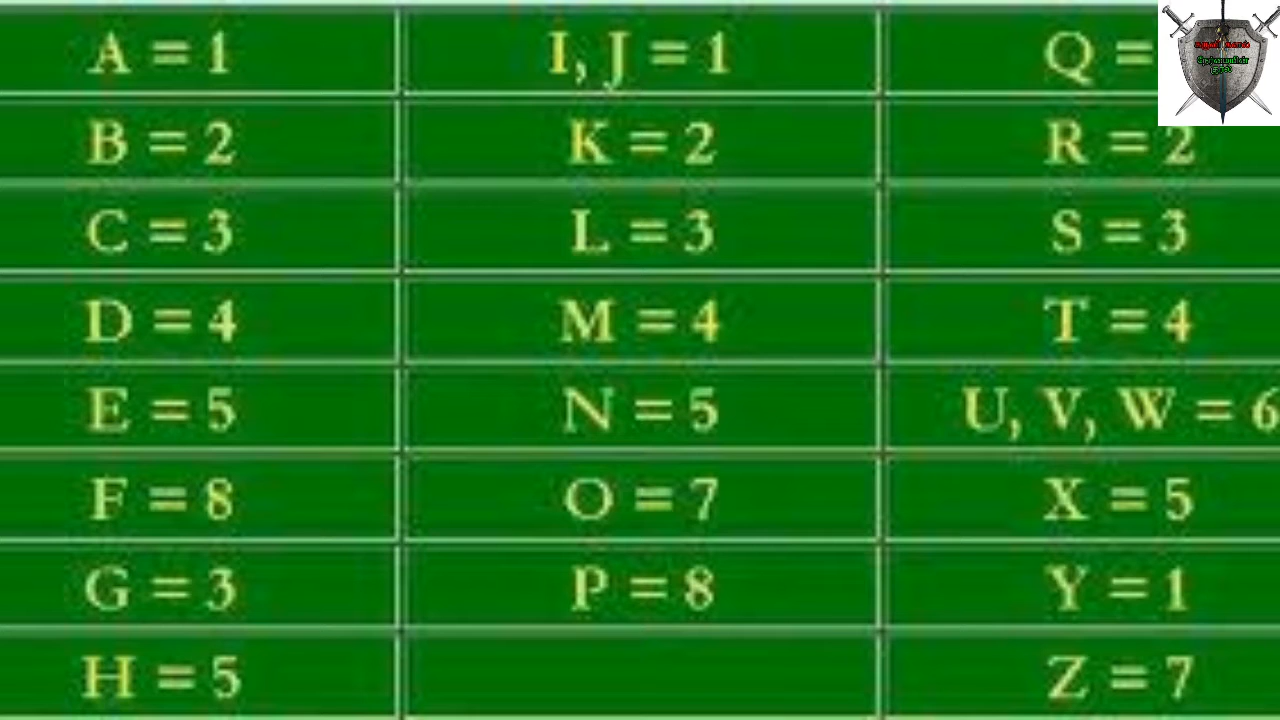 A = 1
I, J = 1
Q =
B = 2
K = 2
R = 2
C = 3
L = 3
S = 3
D = 4
M = 4
T = 4
E = 5
N = 5
U, V, W = 6
F = 8
O = 7
X = 5
G = 3
P = 8
Y = 1
H = 5
Z = 7